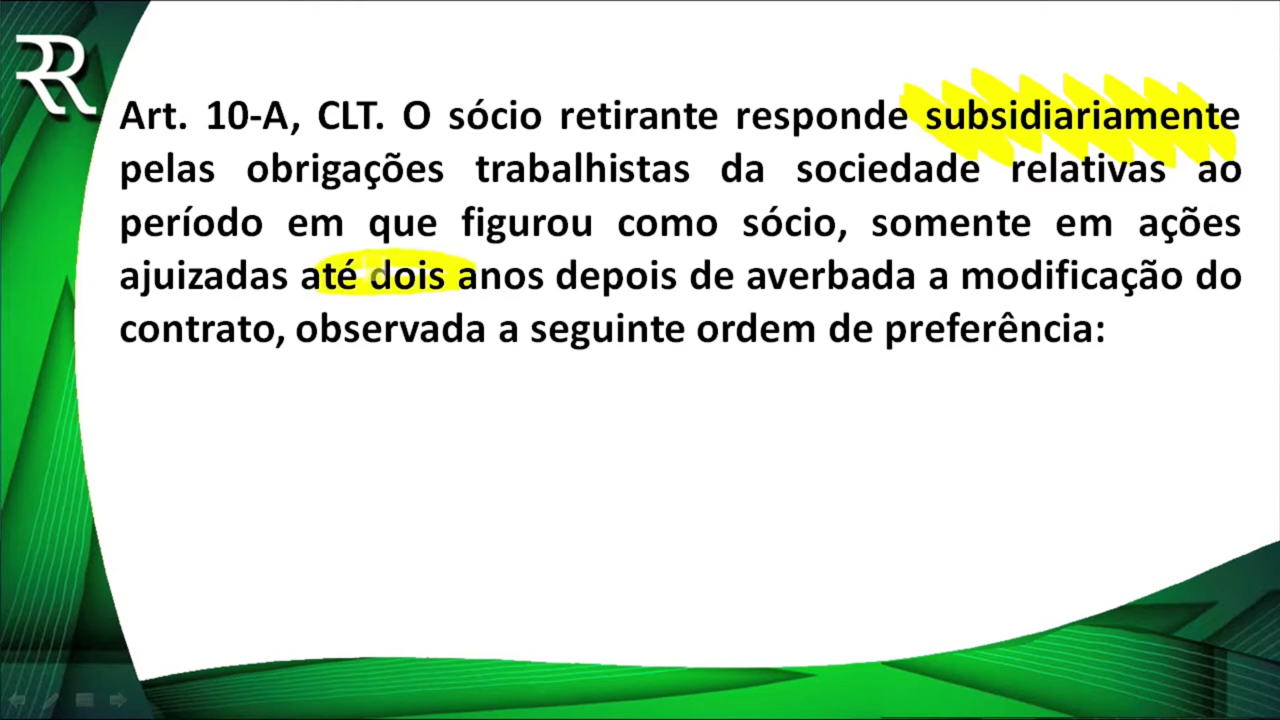 Art. 10-A, CLT. O sócio retirante responde subsidiariamente
pelas obrigações trabalhistas da sociedade relativas ao
período em que figurou como sócio, somente em ações
ajuizadas até dois anos depois de averbada a modificação do
contrato, observada a seguinte ordem de preferência: